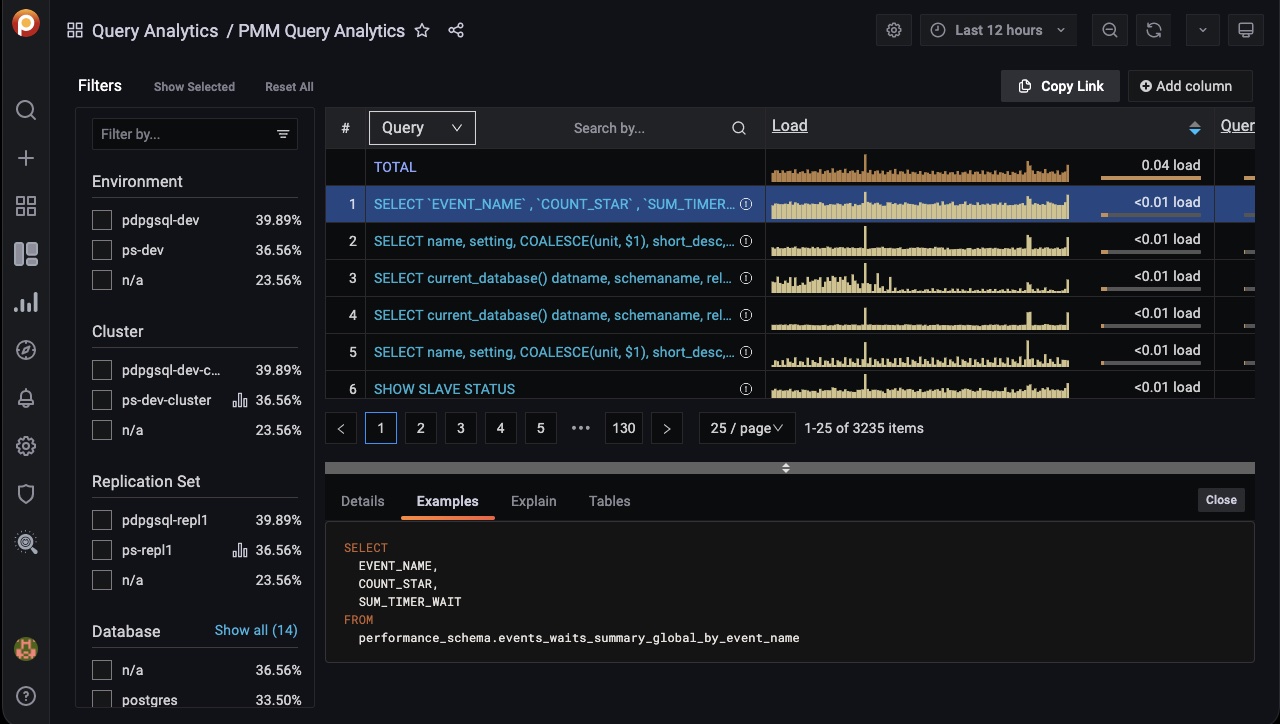 Query Analytics / PMM Query Analytics
Last 12 hours
Filters Show Selected Reset All
Copy Link
Add column
Filter by...
Environment
pdpgsql-dev 39.89%
ps-dev 36.56%
n/a 23.56%
Cluster
pdpgsql-dev-c... 39.89%
ps-dev-cluster 36.56%
n/a 23.56%
Replication Set
pdpgsql-repl1 39.89%
ps-repl1 36.56%
n/a 23.56%
Database Show all (14)
n/a 36.56%
postgres 33.50%
# Query Search by... Load Quer
TOTAL 0.04 load
1 SELECT `EVENT_NAME` , `COUNT_STAR` , `SUM_TIMER... <0.01 load
2 SELECT name, setting, COALESCE(unit, $1), short_desc,... <0.01 load
3 SELECT current_database() datname, schemaname, rel... <0.01 load
4 SELECT current_database() datname, schemaname, rel... <0.01 load
5 SELECT name, setting, COALESCE(unit, $1), short_desc,... <0.01 load
6 SHOW SLAVE STATUS <0.01 load
< 1 2 3 4 5 ••• 130 > 25 / page 1-25 of 3235 items
Details Examples Explain Tables Close
SELECT
EVENT_NAME,
COUNT_STAR,
SUM_TIMER_WAIT
FROM
performance_schema.events_waits_summary_global_by_event_name